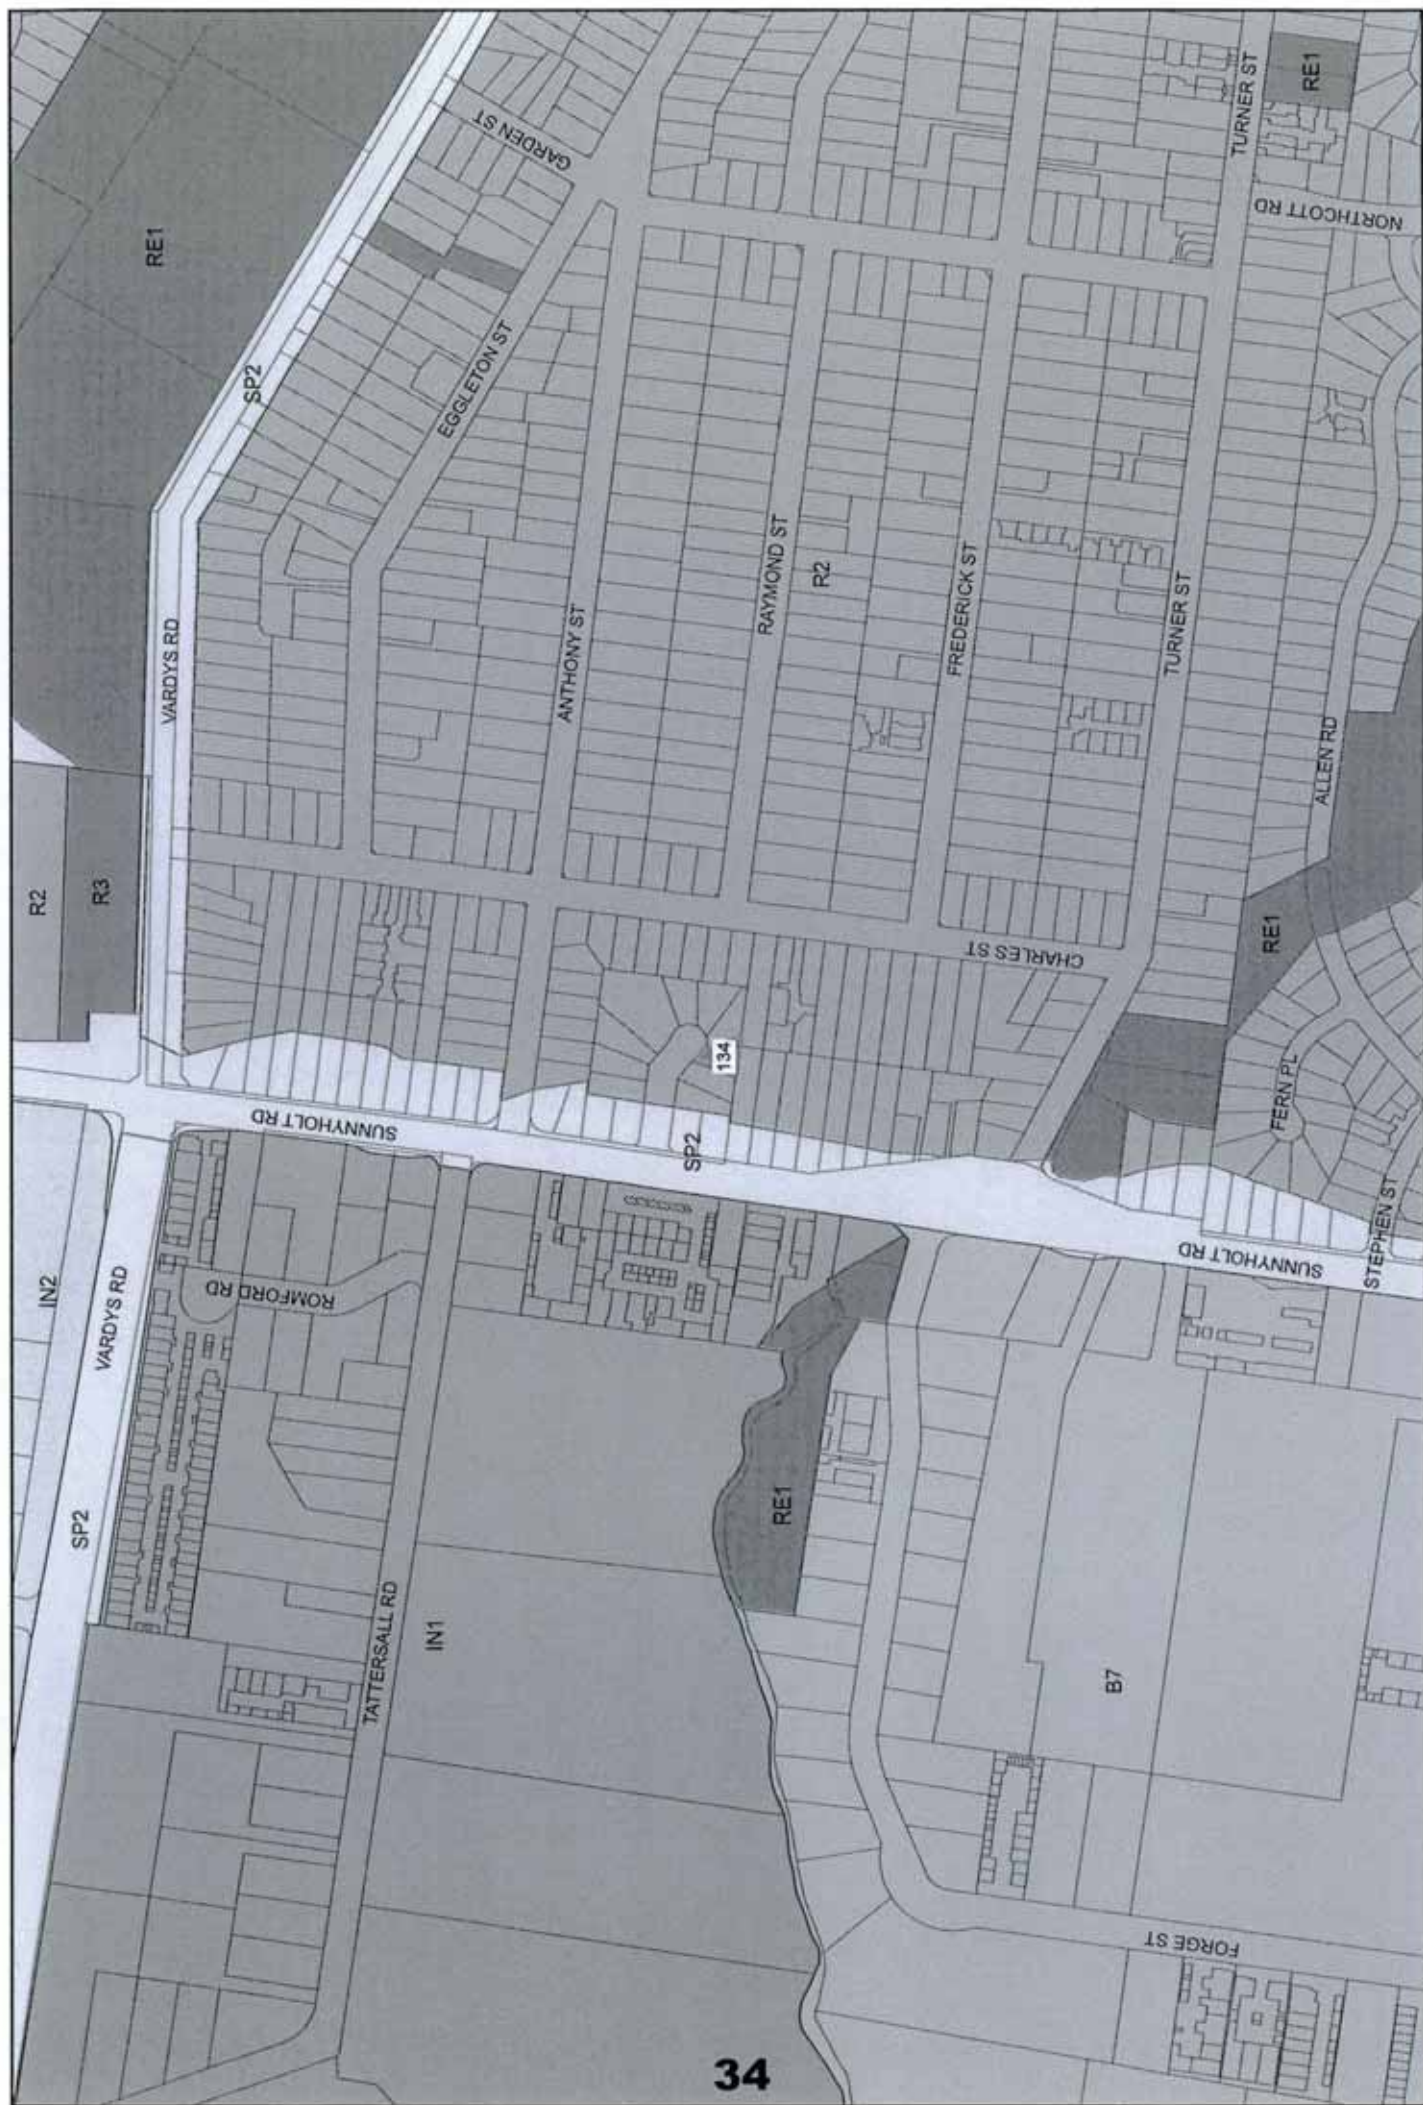 RE1
GARDEN ST
TURNER ST
RE1
NORTHCOTT RD
SP2
EGGLETON ST
VARDYS RD
ANTHONY ST
RAYMOND ST
R2
FREDERICK ST
TURNER ST
ALLEN RD
R2
R3
CHARLES ST
RE1
134
FERN PL
SUNNYHOLT RD
SP2
STEPHEN ST
SUNNYHOLT RD
IN2
VARDYS RD
ROMFORD RD
SP2
RE1
TATTERSALL RD
IN1
B7
FORGE ST
34